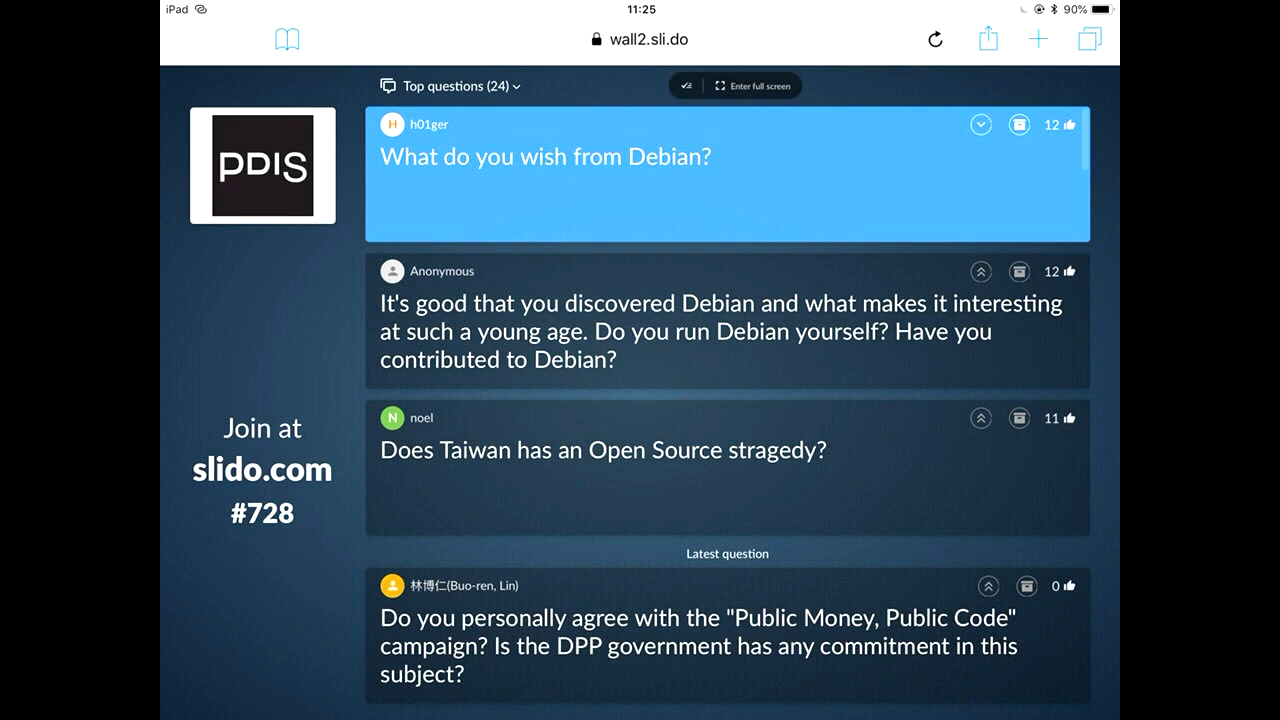 iPad
11:25
90%
wall2.sli.do
Top questions (24)
Enter full screen
PDIS
H
h01ger
12
What do you wish from Debian?
Anonymous
12
It's good that you discovered Debian and what makes it interesting
at such a young age. Do you run Debian yourself? Have you
contributed to Debian?
N
noel
11
Does Taiwan has an Open Source stragedy?
Join at
slido.com
#728
Latest question
林博仁(Buo-ren, Lin)
0
Do you personally agree with the "Public Money, Public Code"
campaign? Is the DPP government has any commitment in this
subject?